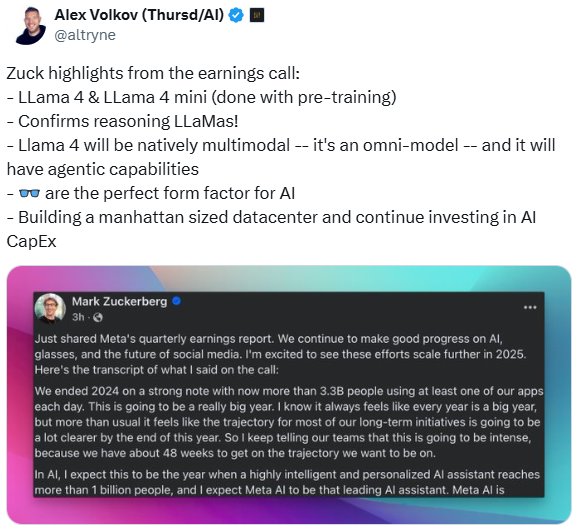 Alex Volkov (Thursd/AI)
@altryne
Zuck highlights from the earnings call:
- LLama 4 & LLama 4 mini (done with pre-training)
- Confirms reasoning LLaMas!
- Llama 4 will be natively multimodal -- it's an omni-model -- and it will
have agentic capabilities
- 🕶️ are the perfect form factor for AI
- Building a manhattan sized datacenter and continue investing in AI
CapEx
Mark Zuckerberg
3h ·
Just shared Meta's quarterly earnings report. We continue to make good progress on AI,
glasses, and the future of social media. I'm excited to see these efforts scale further in 2025.
Here's the transcript of what I said on the call:
We ended 2024 on a strong note with now more than 3.3B people using at least one of our apps
each day. This is going to be a really big year. I know it always feels like every year is a big year,
but more than usual it feels like the trajectory for most of our long-term initiatives is going to be
a lot clearer by the end of this year. So I keep telling our teams that this is going to be intense,
because we have about 48 weeks to get on the trajectory we want to be on.
In AI, I expect this to be the year when a highly intelligent and personalized AI assistant reaches
more than 1 billion people, and I expect Meta AI to be that leading AI assistant. Meta AI is